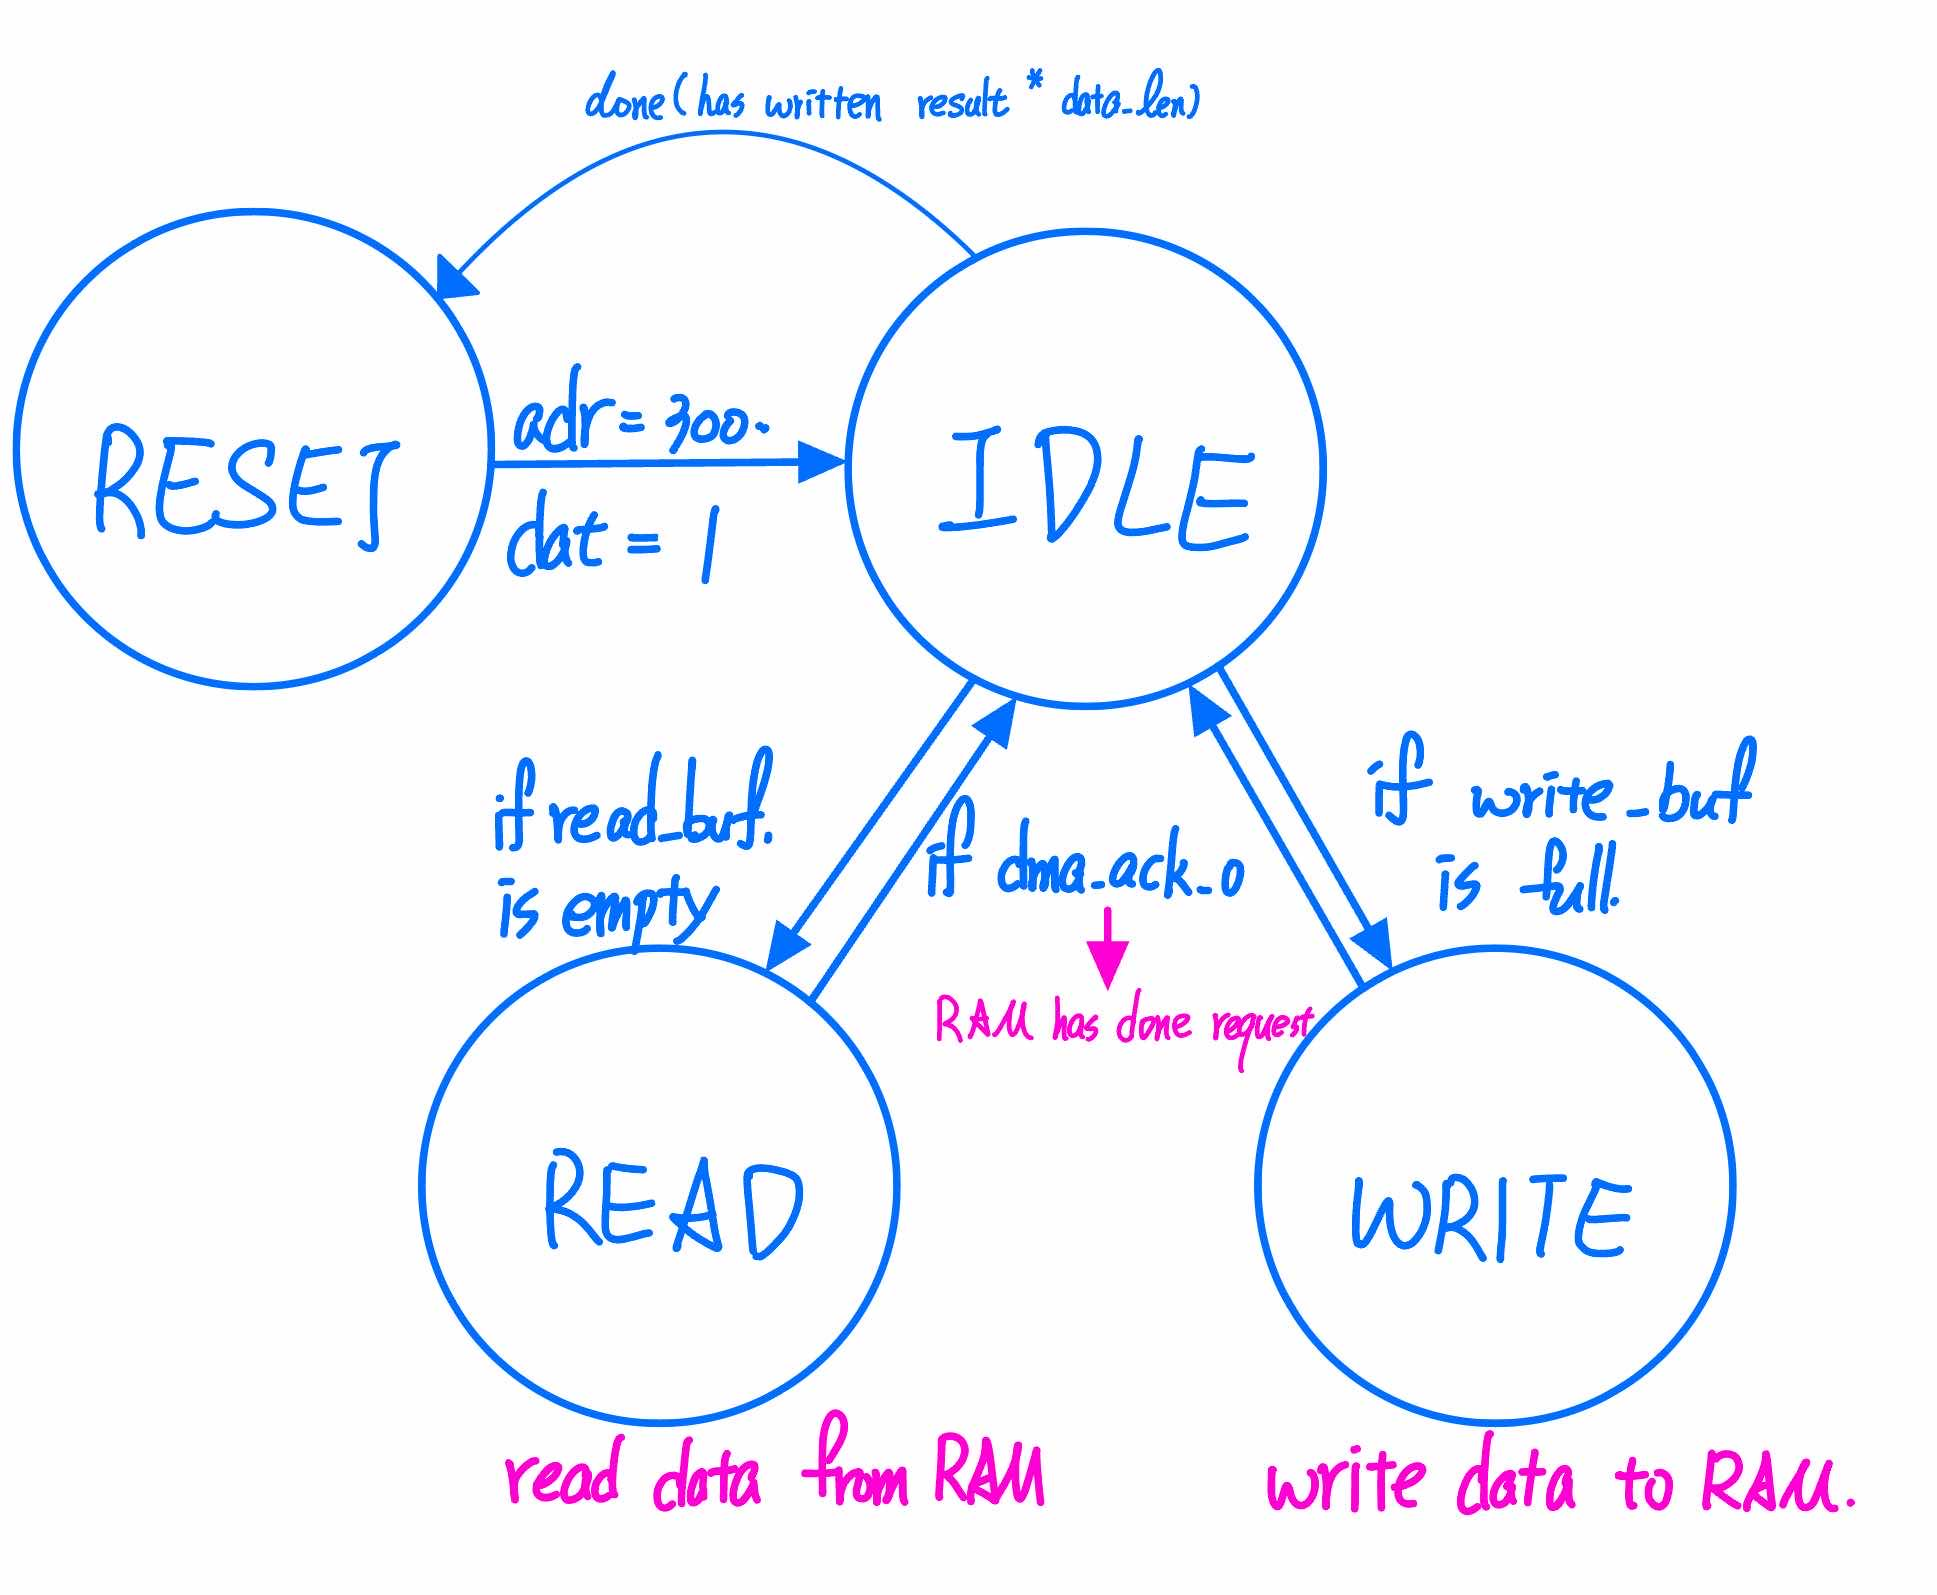 done (has written result * data_len)
RESET
adr = 300.
dat = 1
IDLE
if read_buf.
is empty
if dma_ack_o
RAM has done request
if write_buf
is full.
READ
WRITE
read data from RAM
write data to RAM.